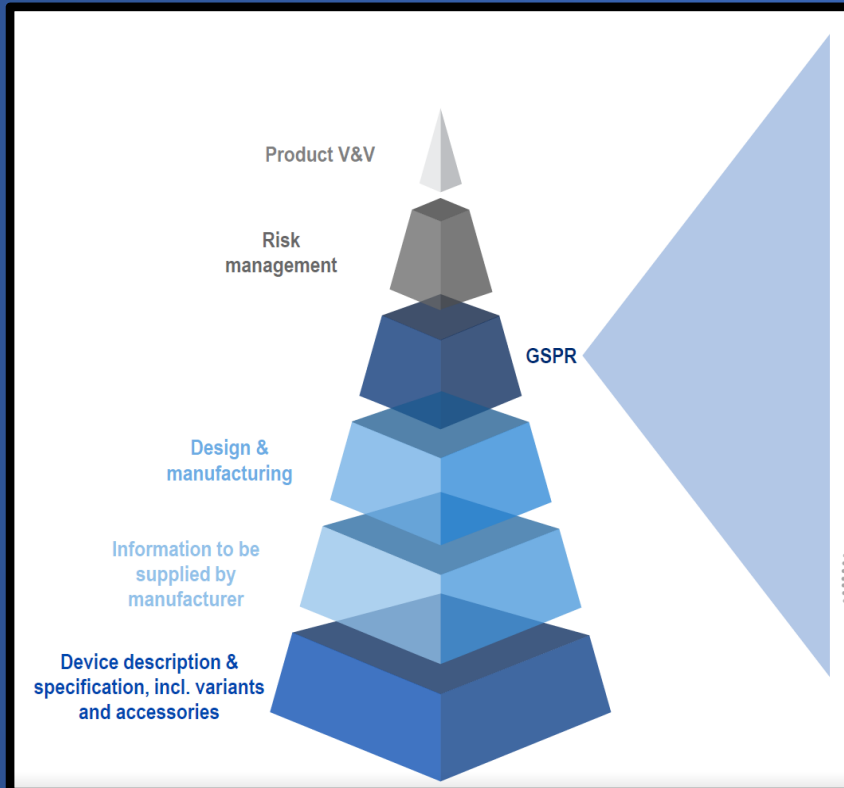 Product V&V
Risk
management
GSPR
Design &
manufacturing
Information to be
supplied by
manufacturer
Device description &
specification, incl. variants
and accessories